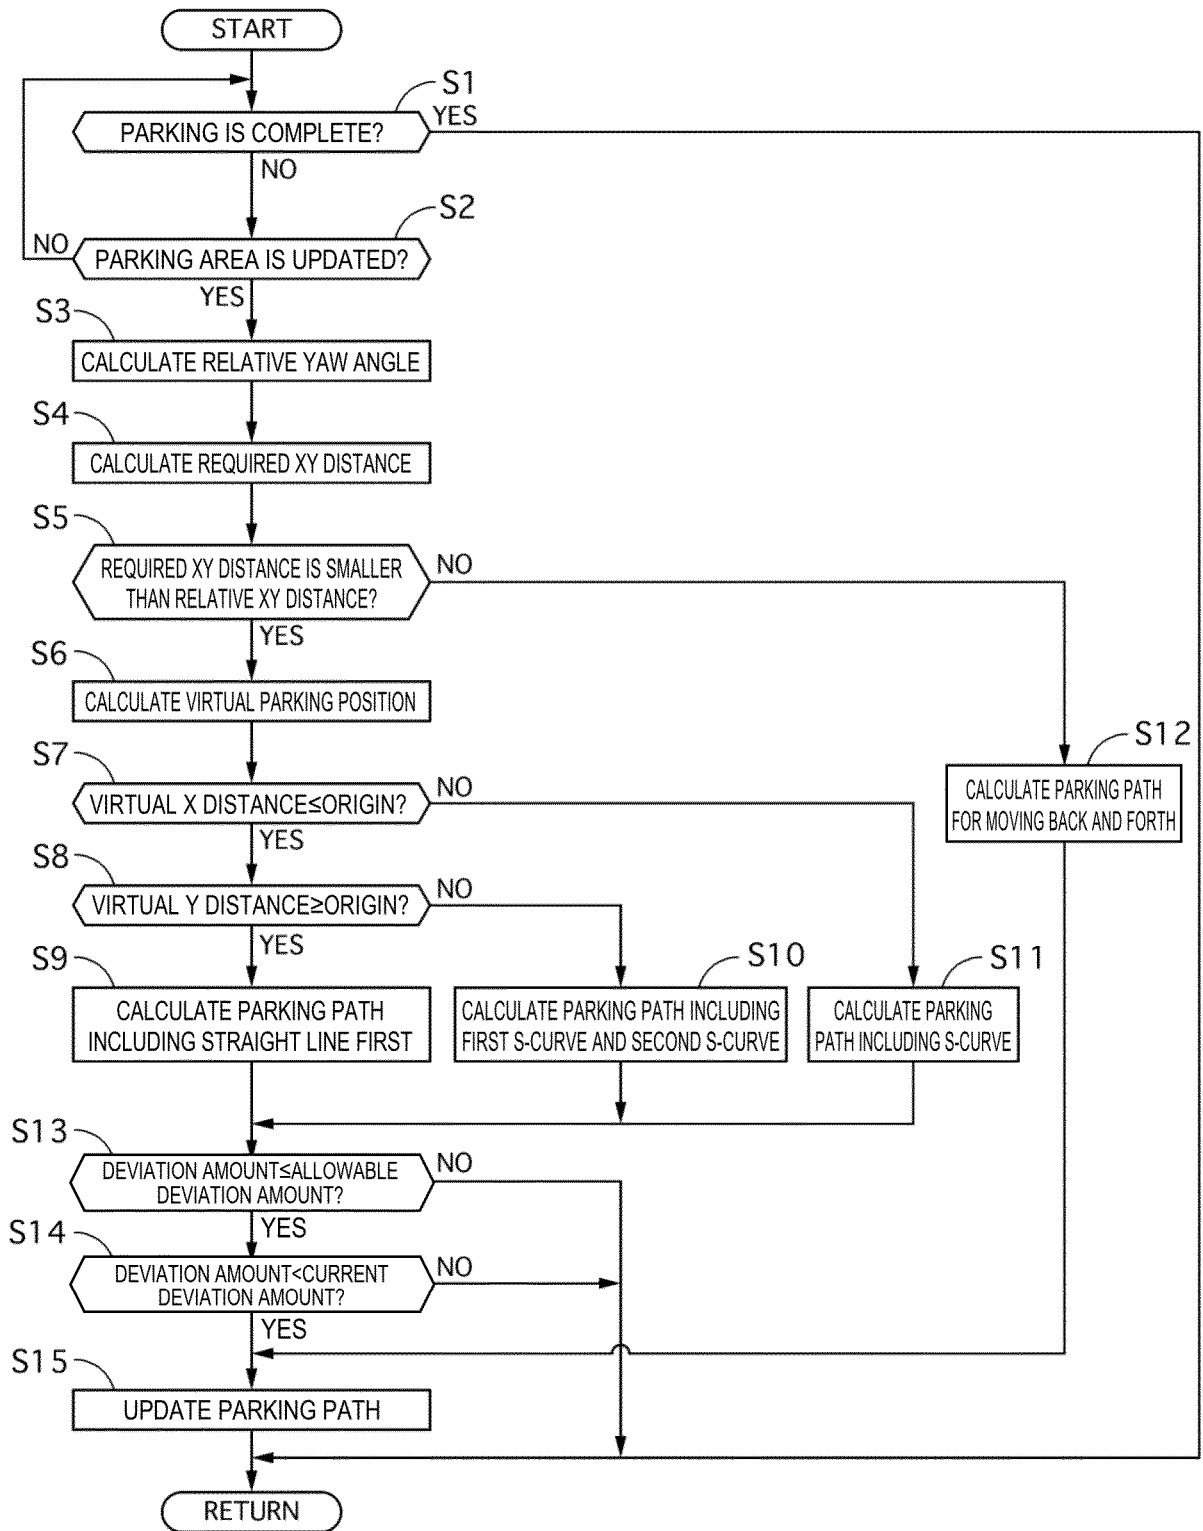 START
S1
PARKING IS COMPLETE?
YES
NO
S2
NO
PARKING AREA IS UPDATED?
YES
S3
CALCULATE RELATIVE YAW ANGLE
S4
CALCULATE REQUIRED XY DISTANCE
S5
REQUIRED XY DISTANCE IS SMALLER
THAN RELATIVE XY DISTANCE?
NO
YES
S6
CALCULATE VIRTUAL PARKING POSITION
S12
CALCULATE PARKING PATH
FOR MOVING BACK AND FORTH
S7
VIRTUAL X DISTANCE≤ORIGIN?
NO
YES
S8
VIRTUAL Y DISTANCE≥ORIGIN?
NO
YES
S9
CALCULATE PARKING PATH
INCLUDING STRAIGHT LINE FIRST
S10
CALCULATE PARKING PATH INCLUDING
FIRST S-CURVE AND SECOND S-CURVE
S11
CALCULATE PARKING
PATH INCLUDING S-CURVE
S13
DEVIATION AMOUNT≤ALLOWABLE
DEVIATION AMOUNT?
NO
YES
S14
DEVIATION AMOUNT<CURRENT
DEVIATION AMOUNT?
NO
YES
S15
UPDATE PARKING PATH
RETURN